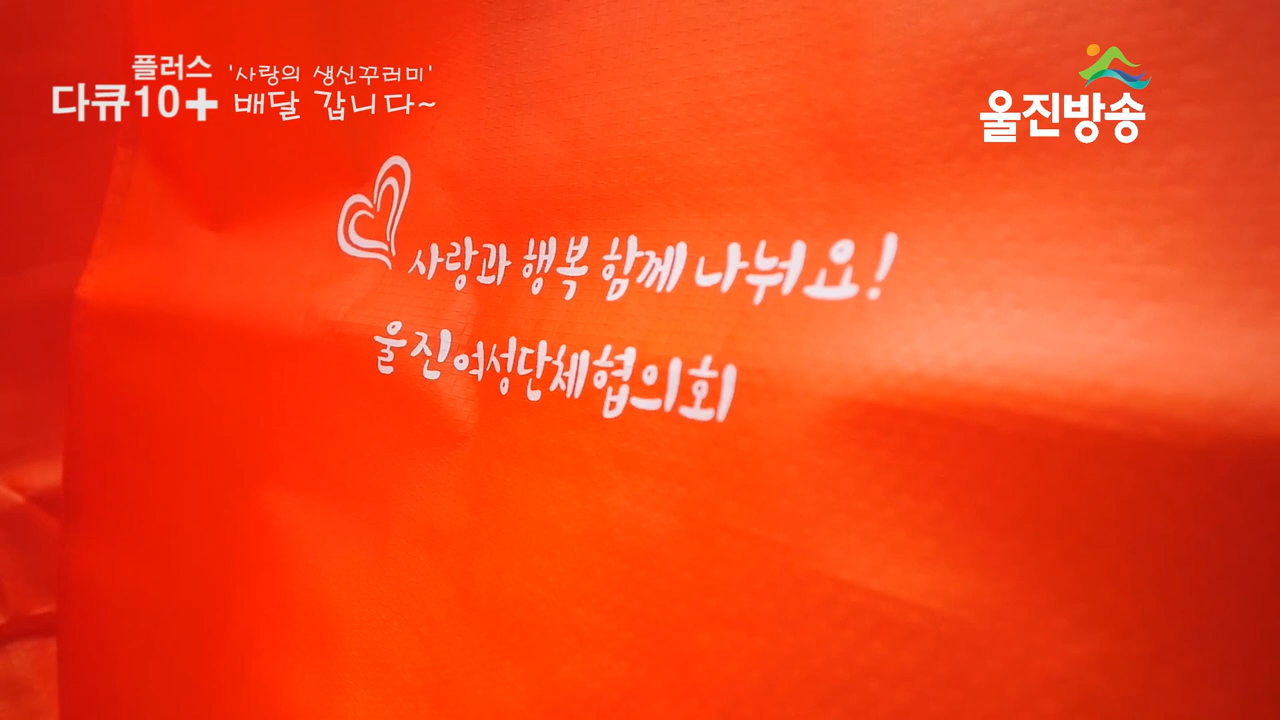 플러스
다큐10+
'사랑의 생신꾸러미'
배달 갑니다~
울진방송
사랑과 행복 함께 나눠요!
울진여성단체협의회